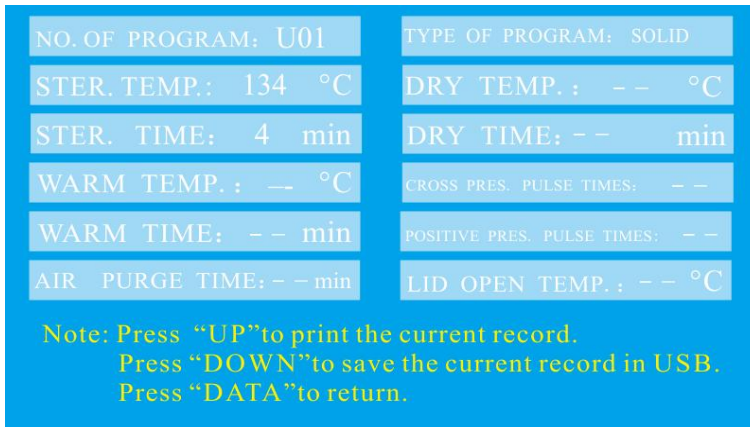 NO. OF PROGRAM: U01
TYPE OF PROGRAM: SOLID
STER. TEMP.: 134 °C
DRY TEMP. : -- °C
STER. TIME: 4 min
DRY TIME: -- min
WARM TEMP. : -- °C
CROSS PRES. PULSE TIMES: --
WARM TIME: -- min
POSITIVE PRES. PULSE TIMES: --
AIR PURGE TIME: -- min
LID OPEN TEMP. : -- °C
Note: Press “UP”to print the current record.
Press “DOWN”to save the current record in USB.
Press “DATA”to return.